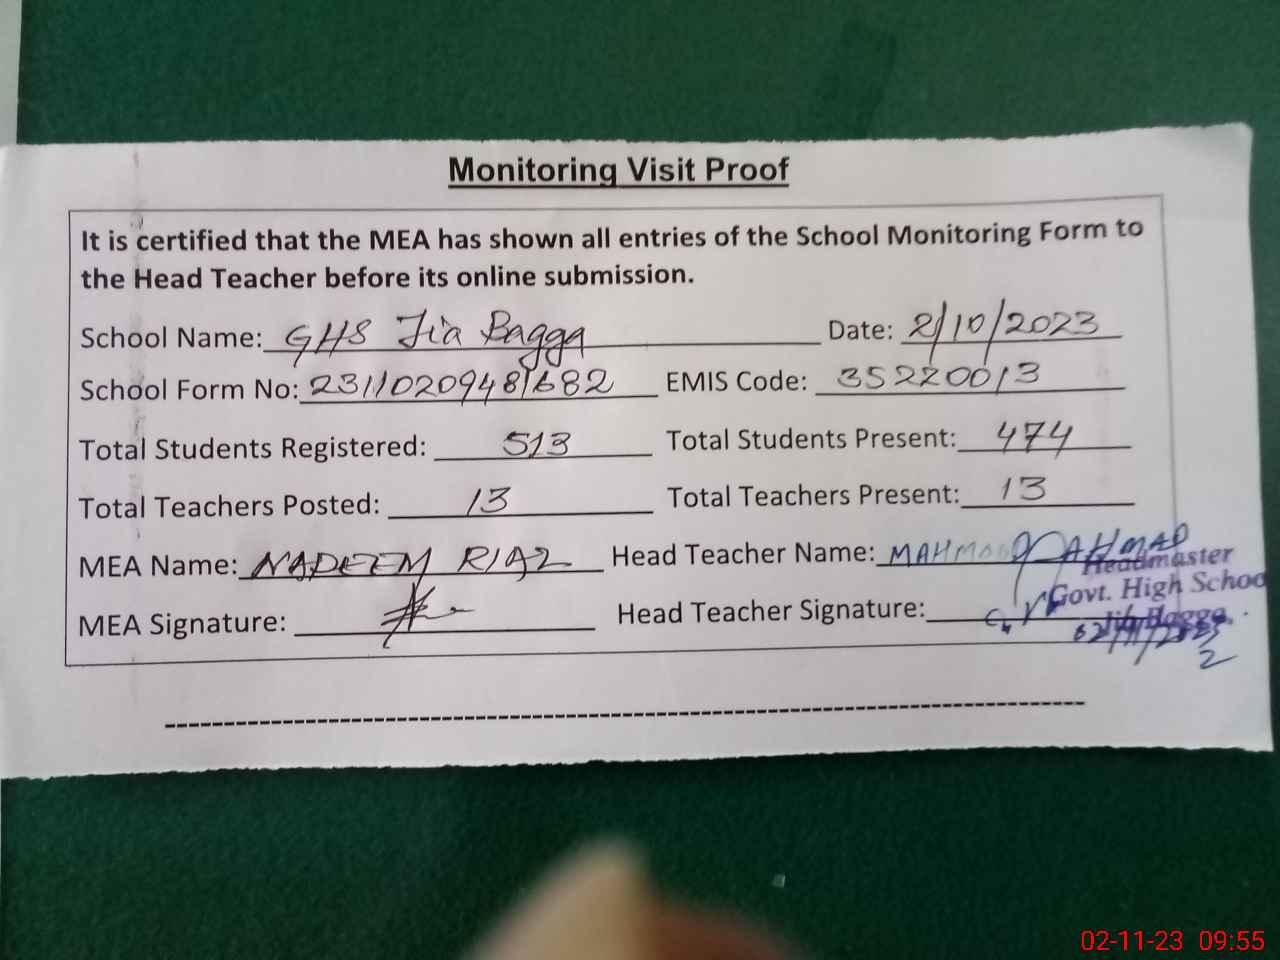 Monitoring Visit Proof
It is certified that the MEA has shown all entries of the School Monitoring Form to
the Head Teacher before its online submission.
School Name: GHS Jia Bagga Date: 2/10/2023
School Form No: 23110209481682 EMIS Code: 35220013
Total Students Registered: 513 Total Students Present: 474
Total Teachers Posted: 13 Total Teachers Present: 13
MEA Name: NADEEM RIAZ Head Teacher Name: MAHMOOD AHMAD
Headmaster
Govt. High School
MEA Signature: Head Teacher Signature:
Jia Bagga.
02-11-23 09:55